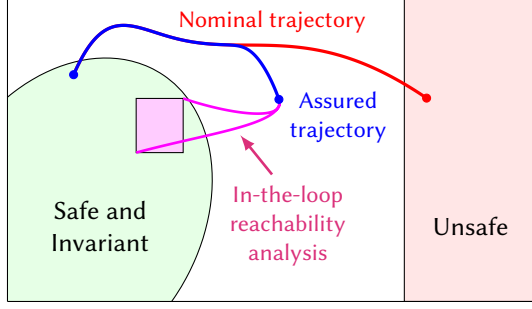 Nominal trajectory
Assured
trajectory
In-the-loop
reachability
analysis
Safe and
Invariant
Unsafe